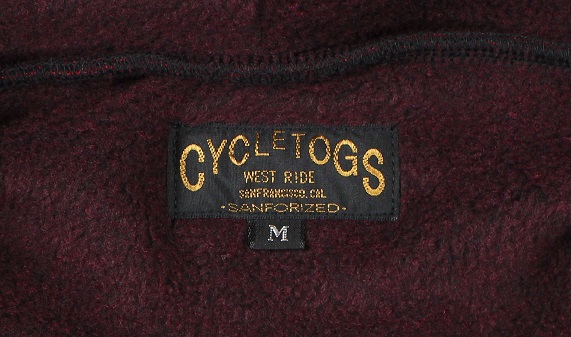 CYCLETOGS
WEST RIDE
SANFRANCISCO,CAL
-SANFORIZED-
M